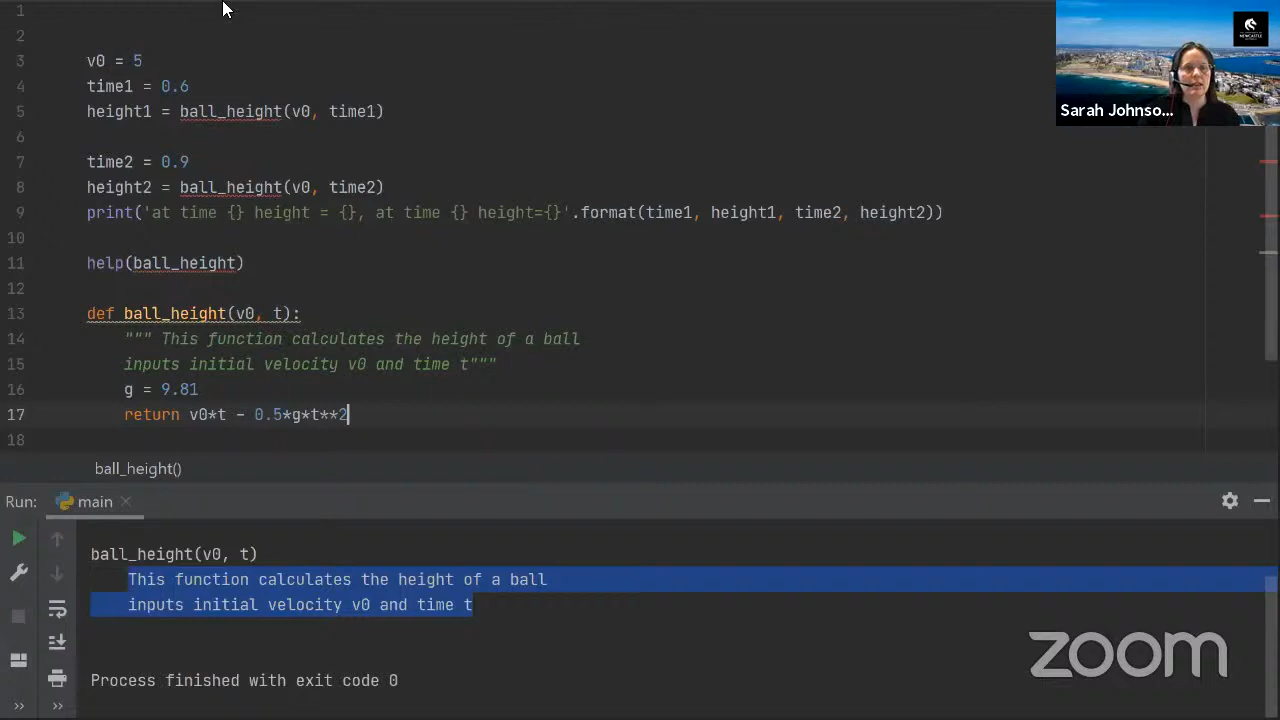 1
2
3 v0 = 5
4 time1 = 0.6
5 height1 = ball_height(v0, time1)
6
7 time2 = 0.9
8 height2 = ball_height(v0, time2)
9 print('at time {} height = {}, at time {} height={}'.format(time1, height1, time2, height2))
10
11 help(ball_height)
12
13 def ball_height(v0, t):
14 """ This function calculates the height of a ball
15 inputs initial velocity v0 and time t"""
16 g = 9.81
17 return v0*t - 0.5*g*t**2
18
ball_height()
Run: main
ball_height(v0, t)
This function calculates the height of a ball
inputs initial velocity v0 and time t
Process finished with exit code 0
Sarah Johnso...
NEWCASTLE
zoom